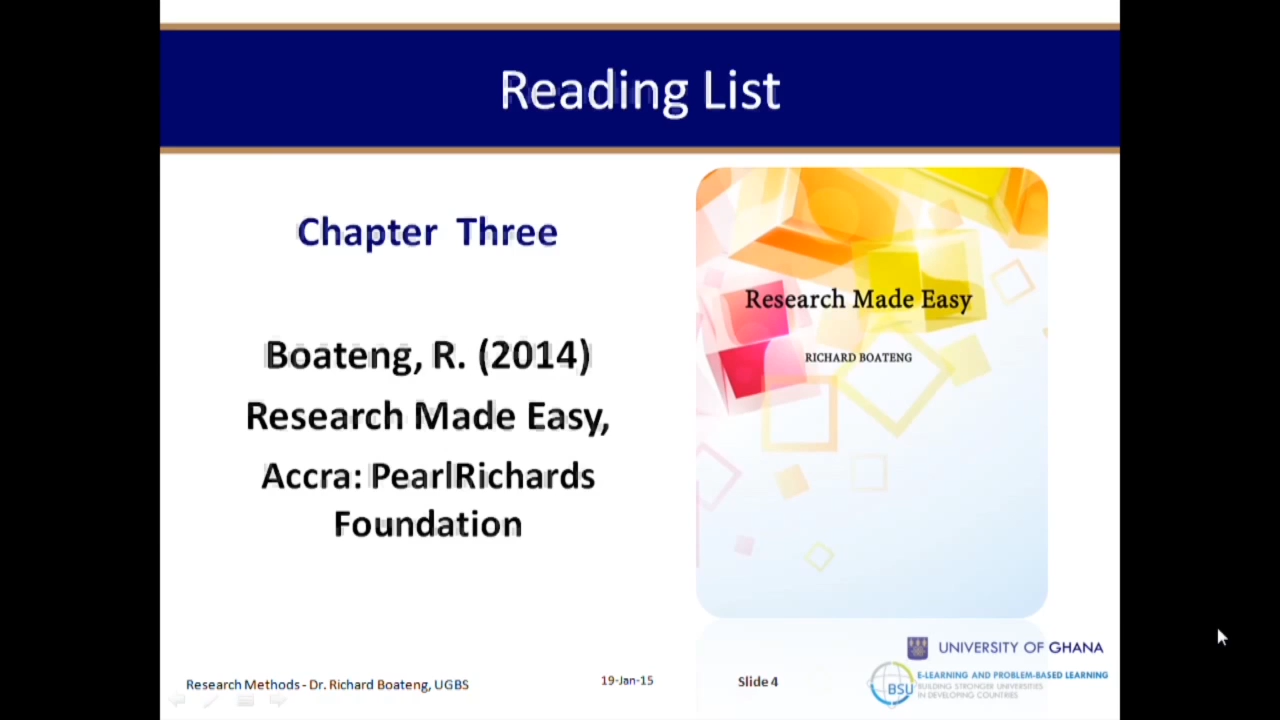 Reading List
Chapter Three
Boateng, R. (2014)
Research Made Easy,
Accra: PearlRichards
Foundation
Research Made Easy
RICHARD BOATENG
UNIVERSITY OF GHANA
BSU
E-LEARNING AND PROBLEM-BASED LEARNING
BUILDING STRONGER UNIVERSITIES
IN DEVELOPING COUNTRIES
Research Methods - Dr. Richard Boateng, UGBS
19-Jan-15
Slide 4